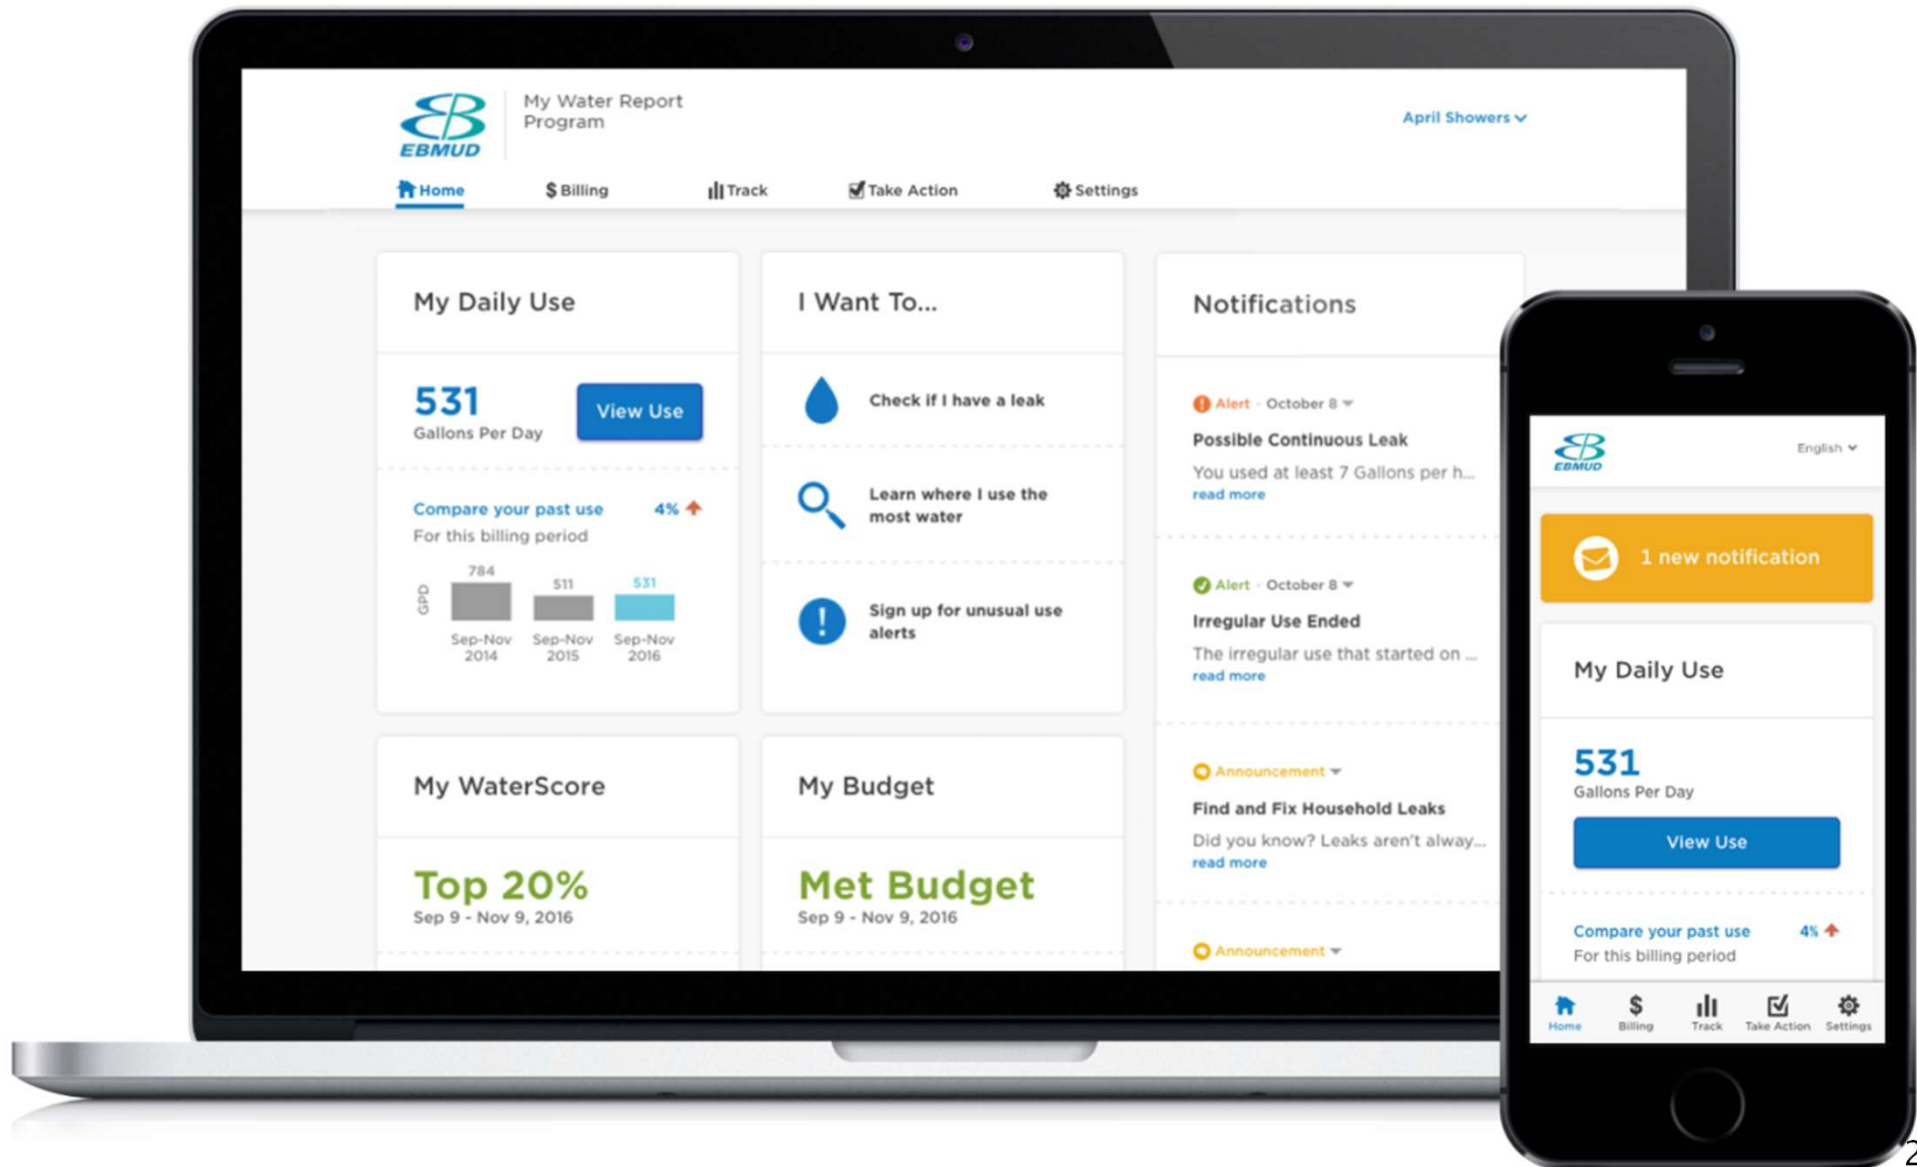 EBMUD
My Water Report
Program
April Showers
Home
$ Billing
Track
Take Action
Settings
My Daily Use
531
Gallons Per Day
View Use
Compare your past use 4%
For this billing period
GPD
784
511
531
Sep-Nov
2014
Sep-Nov
2015
Sep-Nov
2016
I Want To...
Check if I have a leak
Learn where I use the
most water
Sign up for unusual use
alerts
My WaterScore
Top 20%
Sep 9 - Nov 9, 2016
My Budget
Met Budget
Sep 9 - Nov 9, 2016
Notifications
Alert · October 8
Possible Continuous Leak
You used at least 7 Gallons per h...
read more
Alert · October 8
Irregular Use Ended
The irregular use that started on ...
read more
Announcement
Find and Fix Household Leaks
Did you know? Leaks aren't alway...
read more
Announcement
EBMUD
English
1 new notification
My Daily Use
531
Gallons Per Day
View Use
Compare your past use 4%
For this billing period
Home
$ Billing
Track
Take Action
Settings
2